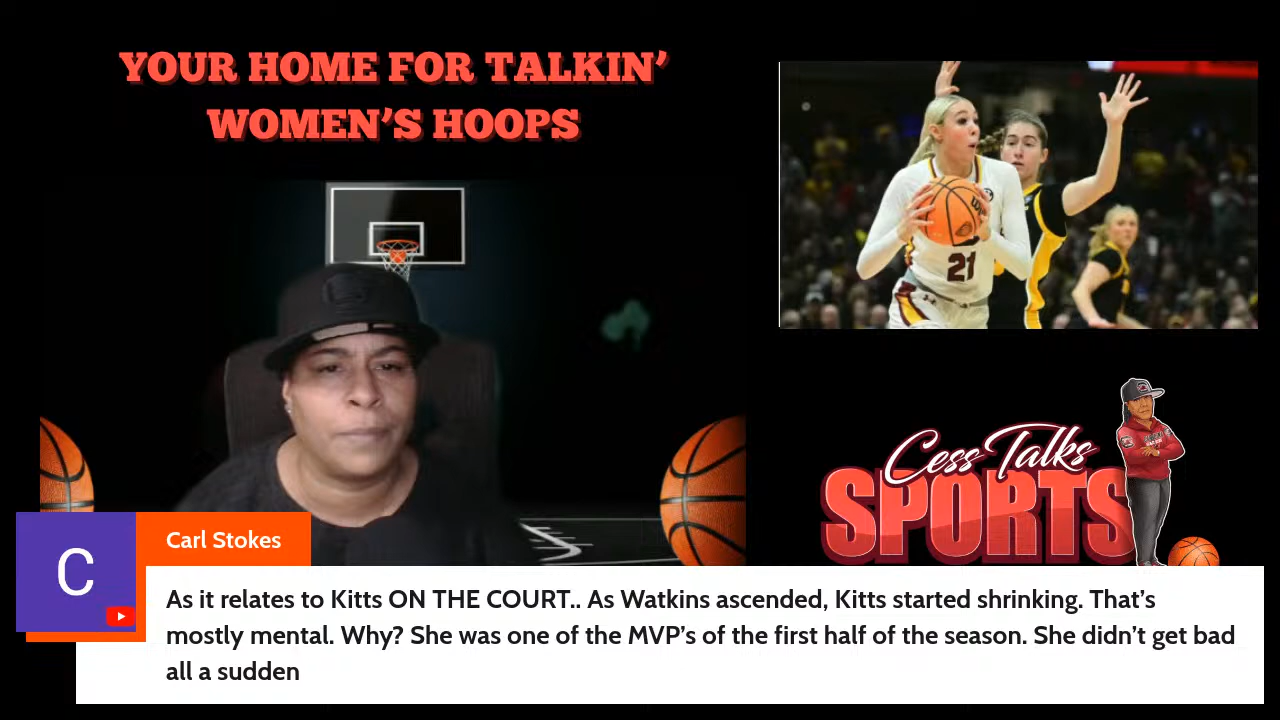 YOUR HOME FOR TALKIN'
WOMEN'S HOOPS
21
Cess Talks
SPORTS
C
Carl Stokes
As it relates to Kitts ON THE COURT.. As Watkins ascended, Kitts started shrinking. That's
mostly mental. Why? She was one of the MVP's of the first half of the season. She didn't get bad
all a sudden